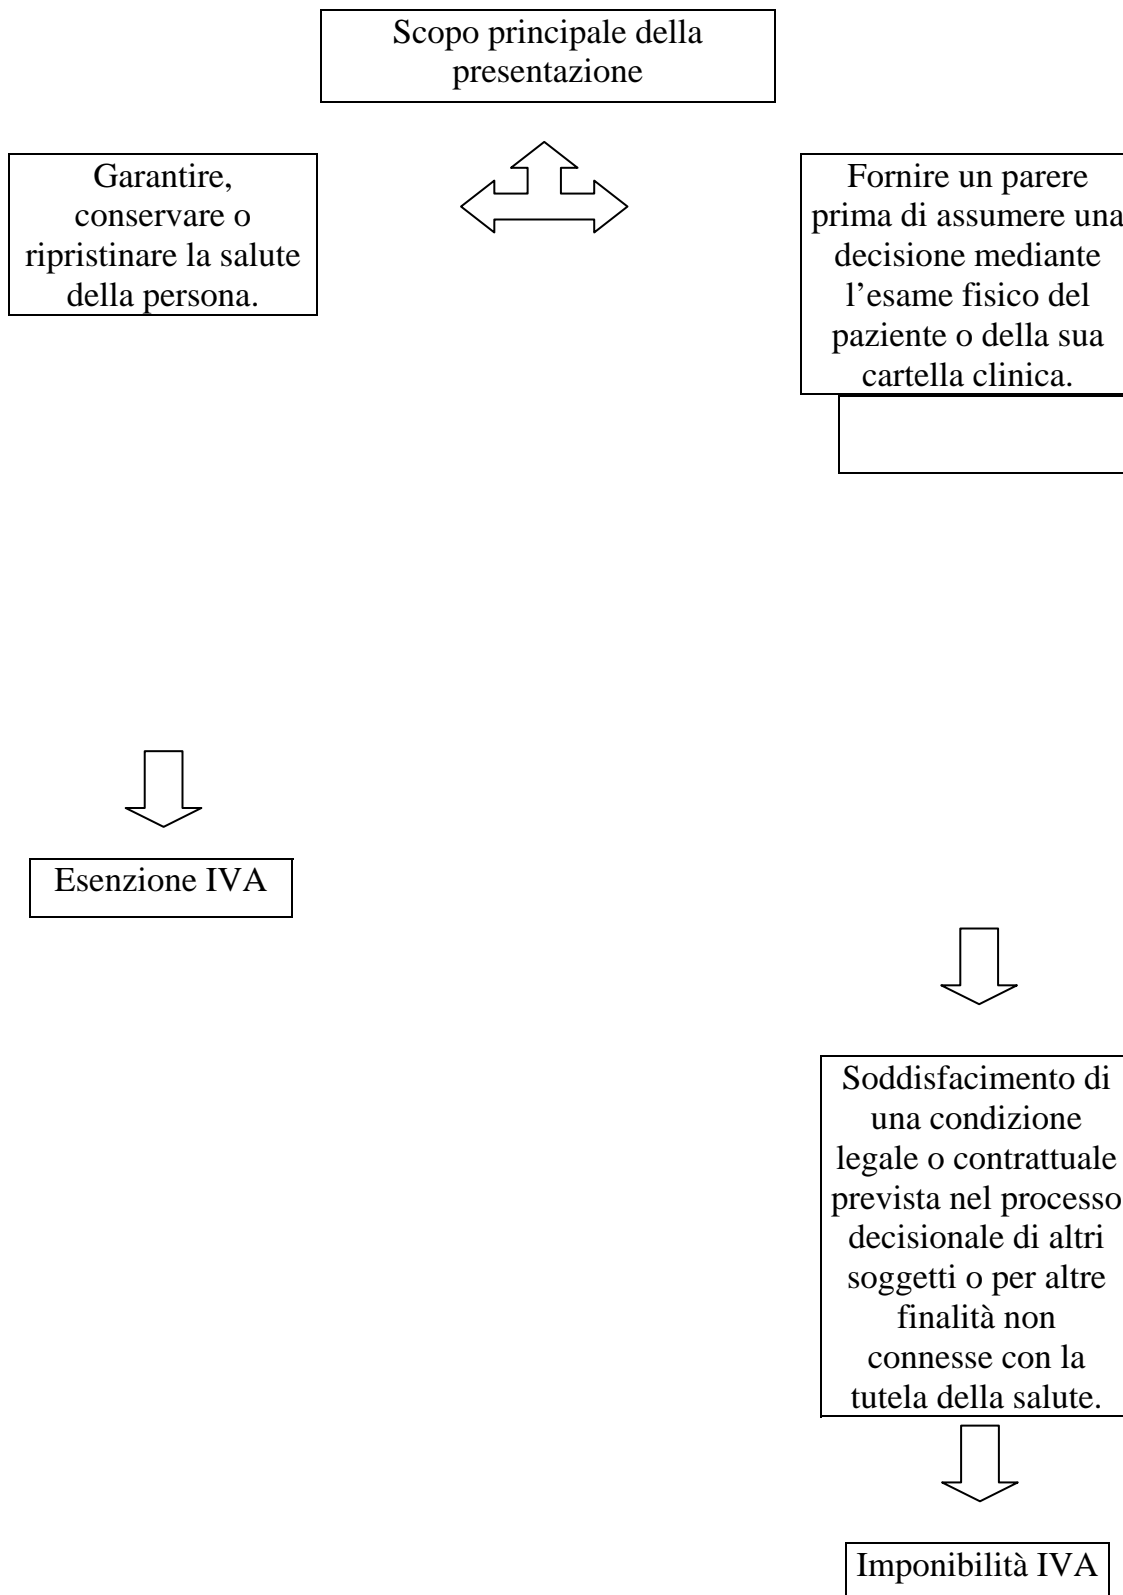 Scopo principale della
presentazione
Garantire,
conservare o
ripristinare la salute
della persona.
Fornire un parere
prima di assumere una
decisione mediante
l’esame fisico del
paziente o della sua
cartella clinica.
Esenzione IVA
Soddisfacimento di
una condizione
legale o contrattuale
prevista nel processo
decisionale di altri
soggetti o per altre
finalità non
connesse con la
tutela della salute.
Imponibilità IVA